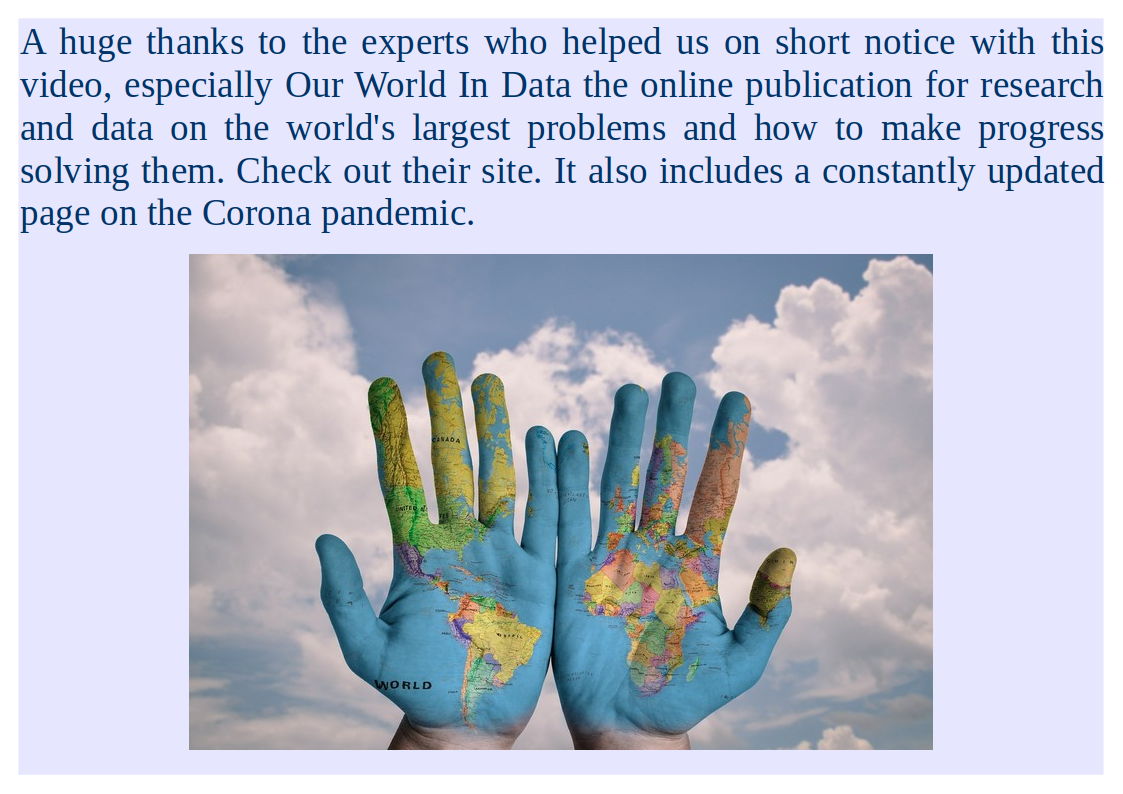 A huge thanks to the experts who helped us on short notice with this
video, especially Our World In Data the online publication for research
and data on the world's largest problems and how to make progress
solving them. Check out their site. It also includes a constantly updated
page on the Corona pandemic.
CANADA
BRASIL
WORLD